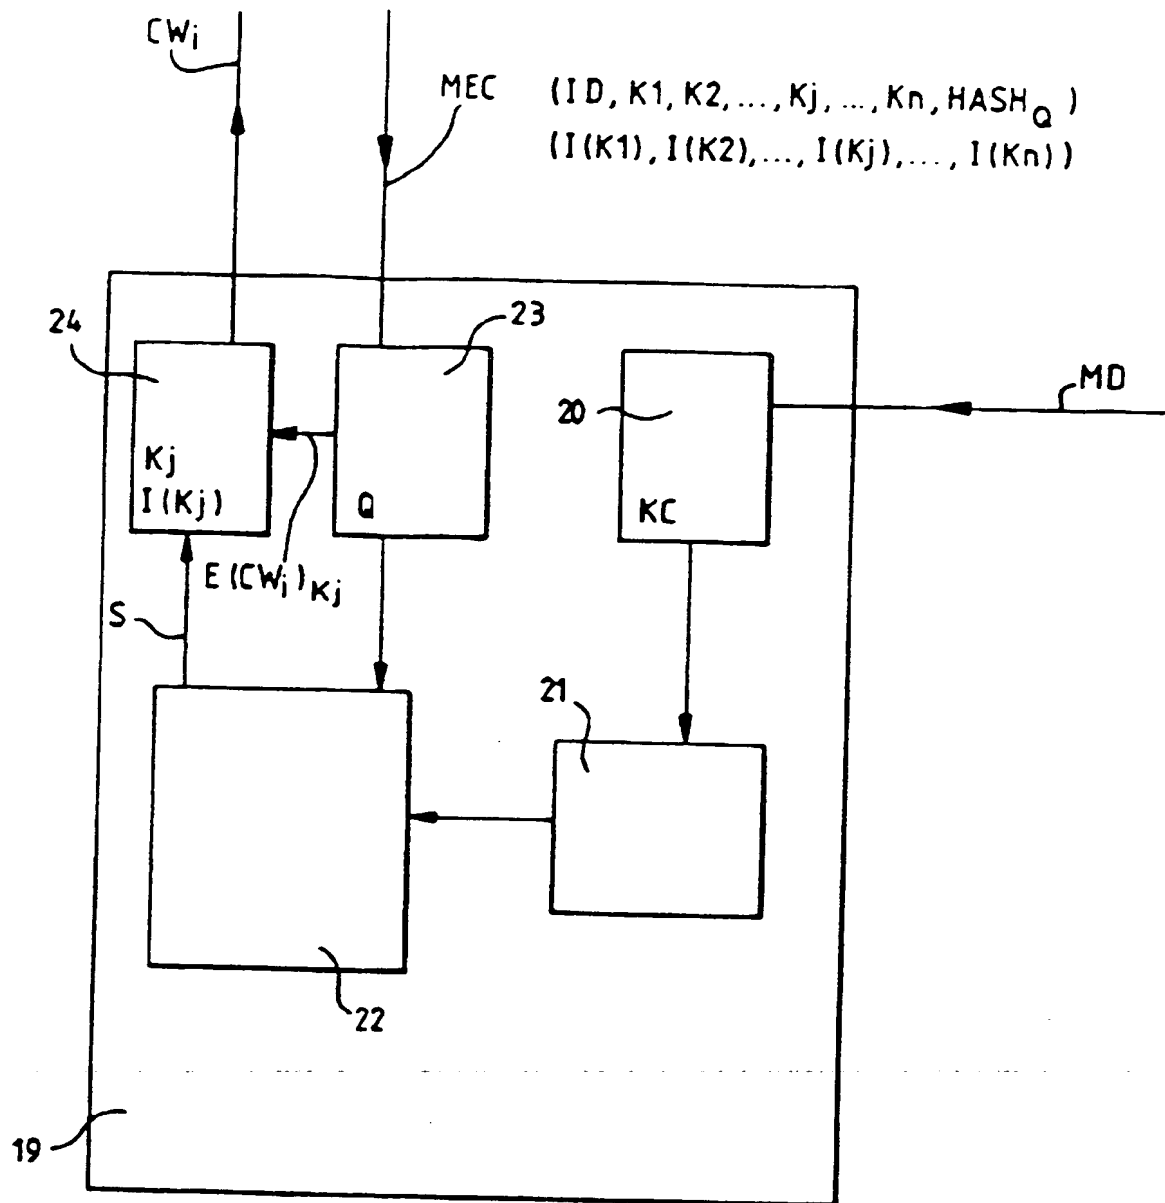 CWi
MEC (ID, K1, K2, ..., Kj, ..., Kn, HASHQ)
(I(K1), I(K2), ..., I(Kj), ..., I(Kn))
24
23
20
MD
Kj
I(Kj)
Q
KC
E(CWi)Kj
S
21
22
19